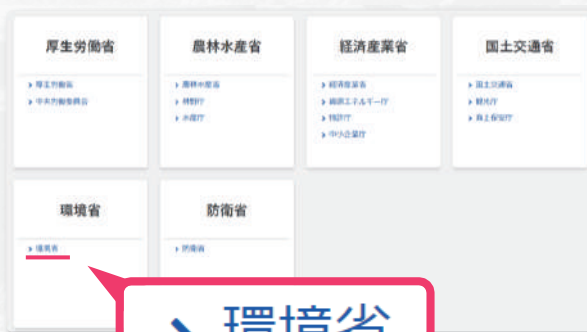 厚生労働省
> 厚生労働省
> 中央労働委員会
農林水産省
> 農林水産省
> 林野庁
> 水産庁
経済産業省
> 経済産業省
> 資源エネルギー庁
> 特許庁
> 中小企業庁
国土交通省
> 国土交通省
> 観光庁
> 海上保安庁
環境省
> 環境省
防衛省
> 防衛省
> 環境省